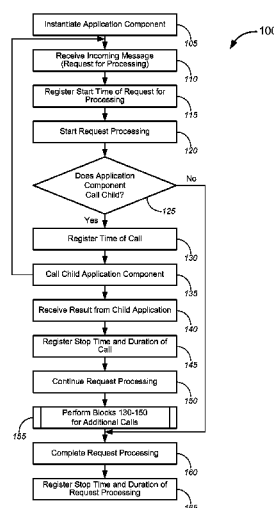 Instantiate Application Component
105
100
Receive Incoming Message
(Request for Processing)
110
Register Start Time of Request for
Processing
115
Start Request Processing
120
Does Application
Component
Call Child?
No
125
Yes
Register Time of Call
130
Call Child Application Component
135
Receive Result from Child Application
140
Register Stop Time and Duration of
Call
145
Continue Request Processing
150
Perform Blocks 130-150
for Additional Calls
155
Complete Request Processing
160
Register Stop Time and Duration of
Request Processing